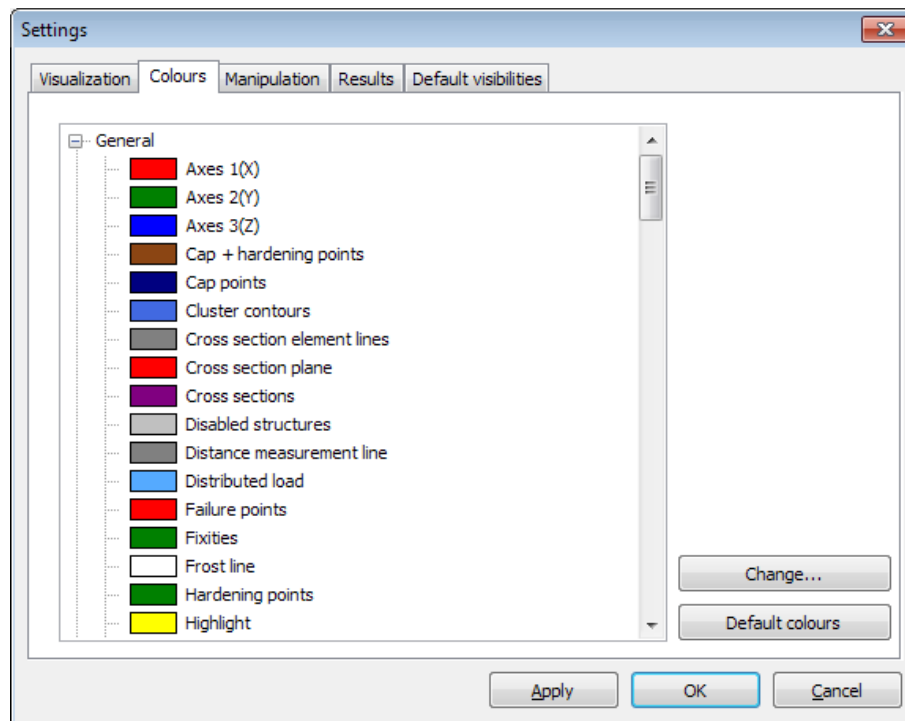 Settings
Visualization Colours Manipulation Results Default visibilities
General
Axes 1(X)
Axes 2(Y)
Axes 3(Z)
Cap + hardening points
Cap points
Cluster contours
Cross section element lines
Cross section plane
Cross sections
Disabled structures
Distance measurement line
Distributed load
Failure points
Fixities
Frost line
Hardening points
Highlight
Change...
Default colours
Apply OK Cancel